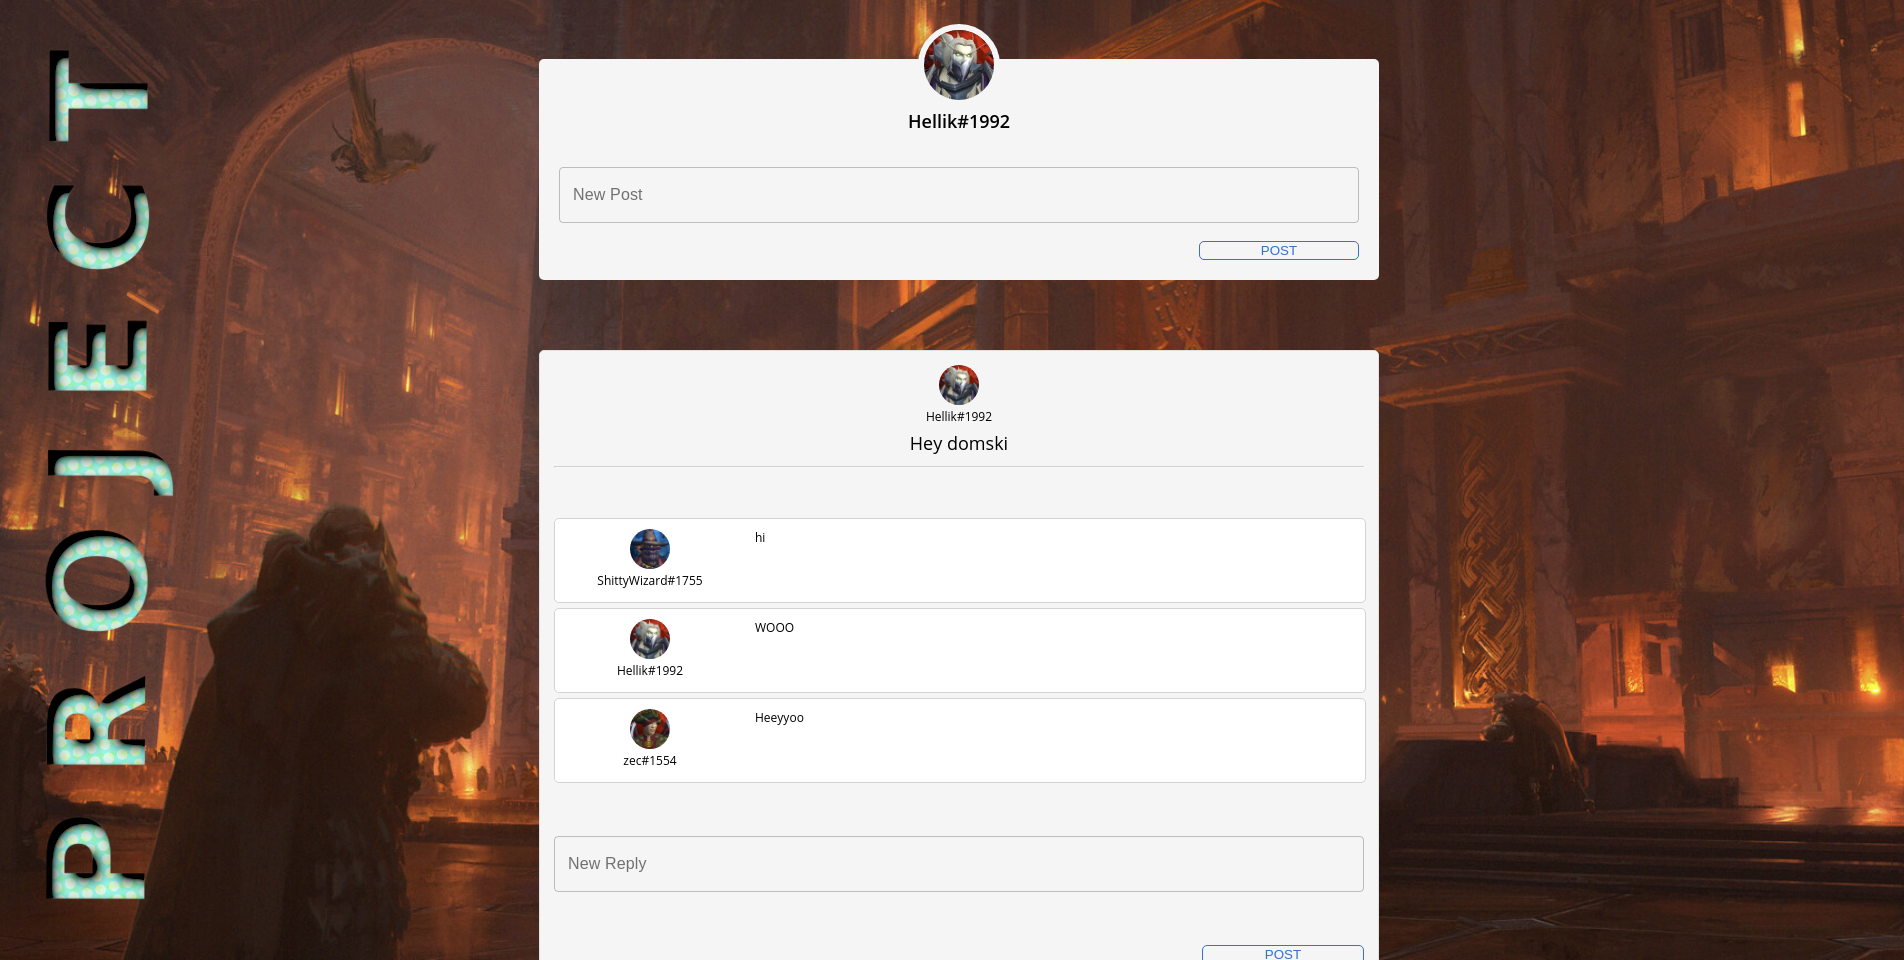 PROJECT
Hellik#1992
New Post
POST
Hellik#1992
Hey domski
hi
ShittyWizard#1755
WOOO
Hellik#1992
Heeyyoo
zec#1554
New Reply
POST